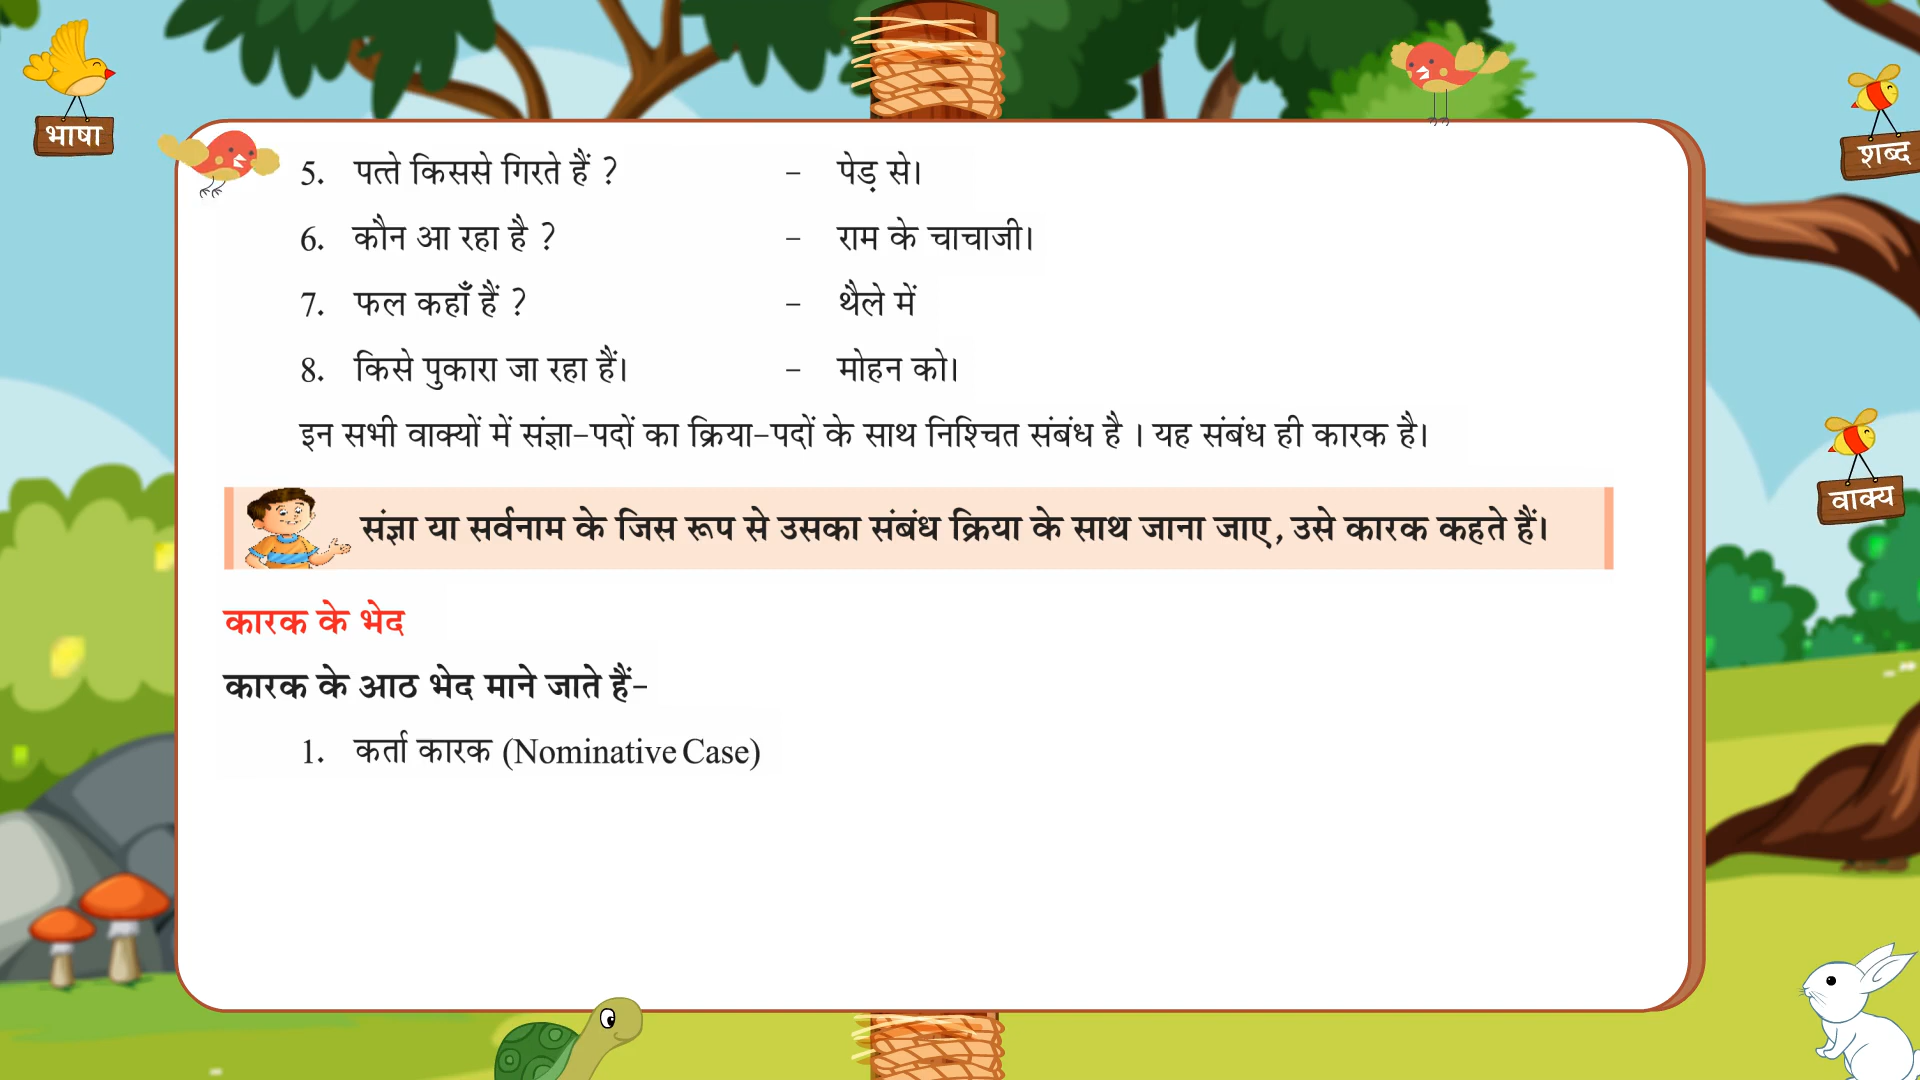 भाषा
शब्द
वाक्य
5. पत्ते किससे गिरते हैं ? – पेड़ से।
6. कौन आ रहा है ? – राम के चाचाजी।
7. फल कहाँ हैं ? – थैले में
8. किसे पुकारा जा रहा हैं। – मोहन को।
इन सभी वाक्यों में संज्ञा-पदों का क्रिया-पदों के साथ निश्चित संबंध है । यह संबंध ही कारक है।
संज्ञा या सर्वनाम के जिस रूप से उसका संबंध क्रिया के साथ जाना जाए, उसे कारक कहते हैं।
कारक के भेद
कारक के आठ भेद माने जाते हैं-
1. कर्ता कारक (Nominative Case)